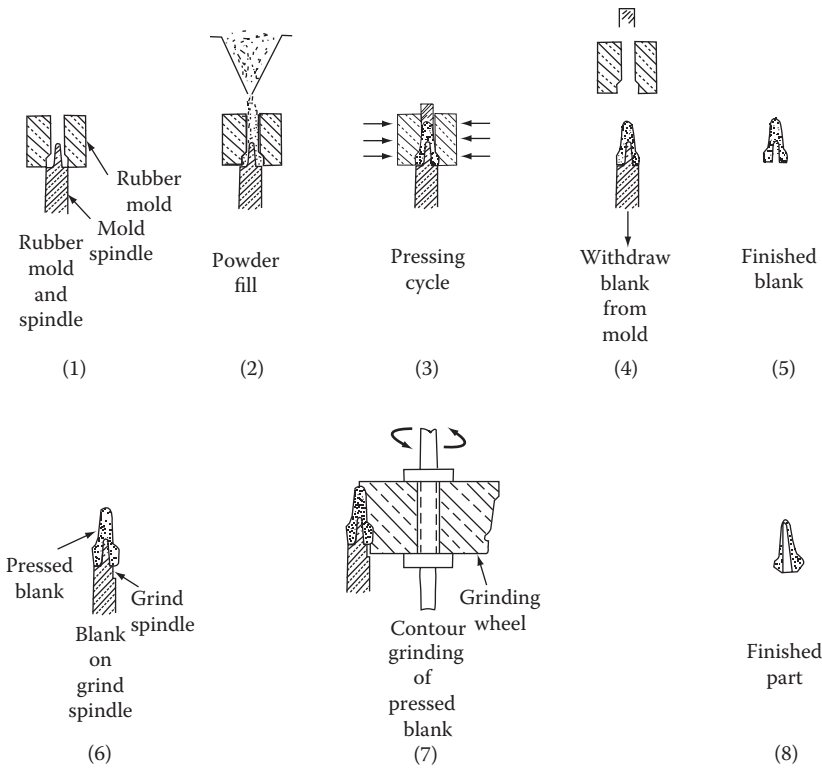 Rubber
mold
Mold
spindle
Rubber
mold
and
spindle
(1)
Powder
fill
(2)
Pressing
cycle
(3)
Withdraw
blank
from
mold
(4)
Finished
blank
(5)
Pressed
blank
Grind
spindle
Blank
on
grind
spindle
(6)
Grinding
wheel
Contour
grinding
of
pressed
blank
(7)
Finished
part
(8)